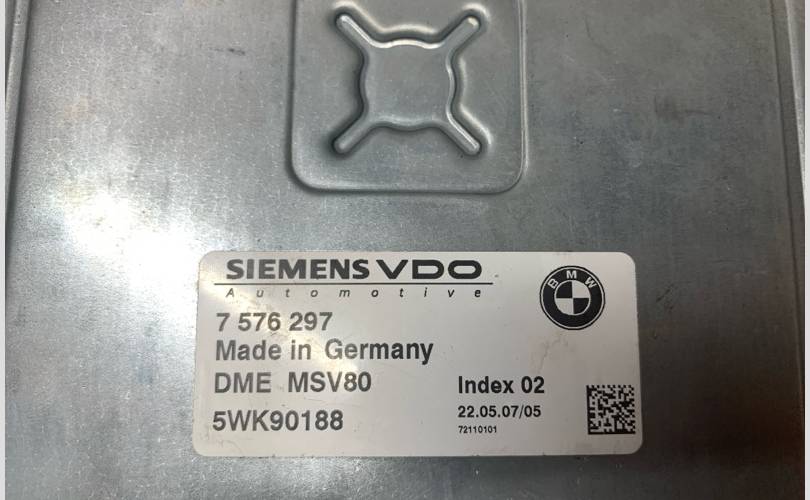 SIEMENS VDO
Automotive
BMW
7 576 297
Made in Germany
DME MSV80
Index 02
5WK90188
22.05.07/05
72110101